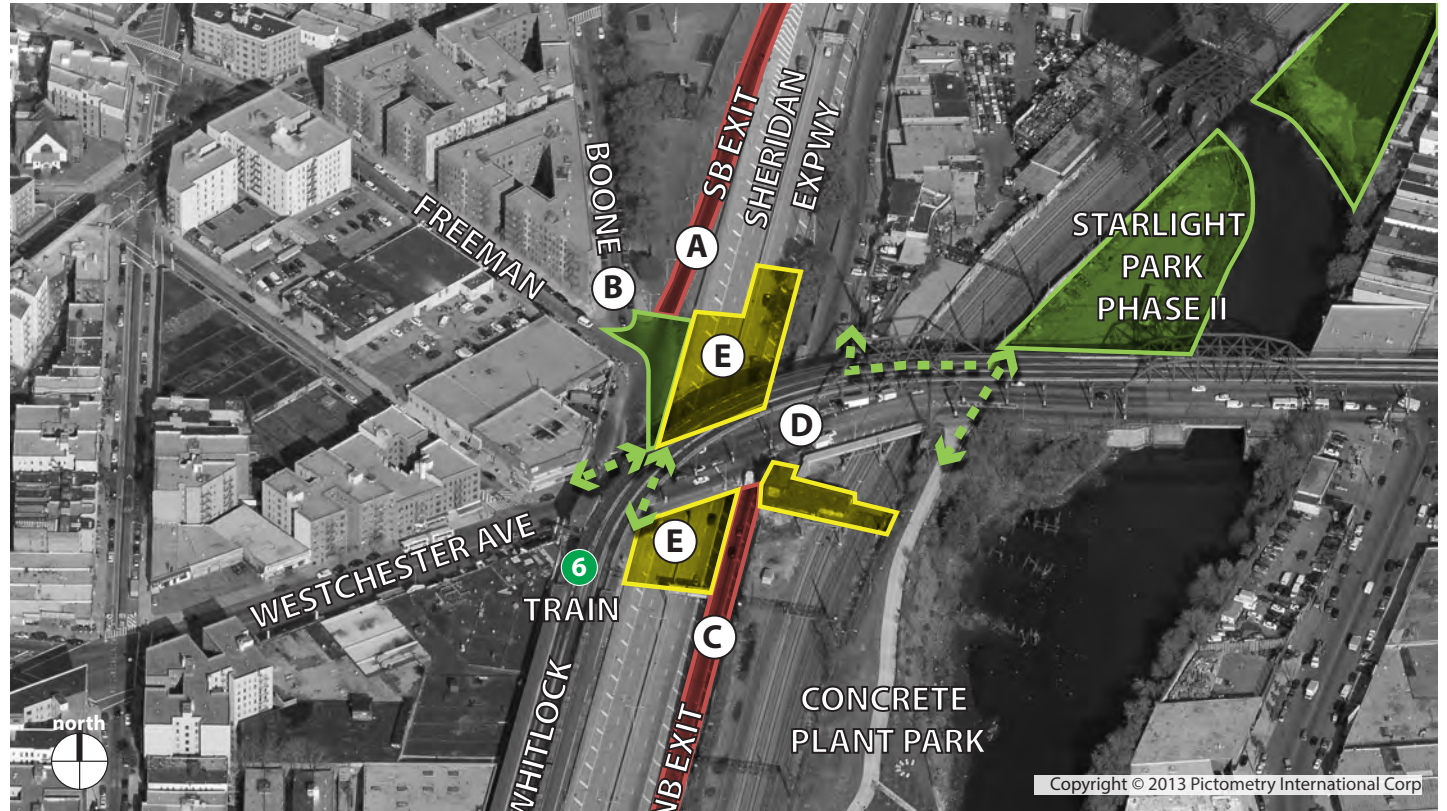 SB EXIT
SHERIDAN
EXPWY
BOONE
FREEMAN
A
B
STARLIGHT
PARK
PHASE II
E
D
WESTCHESTER AVE
E
6
TRAIN
C
WHITLOCK
NB EXIT
CONCRETE
PLANT PARK
north
Copyright © 2013 Pictometry International Corp